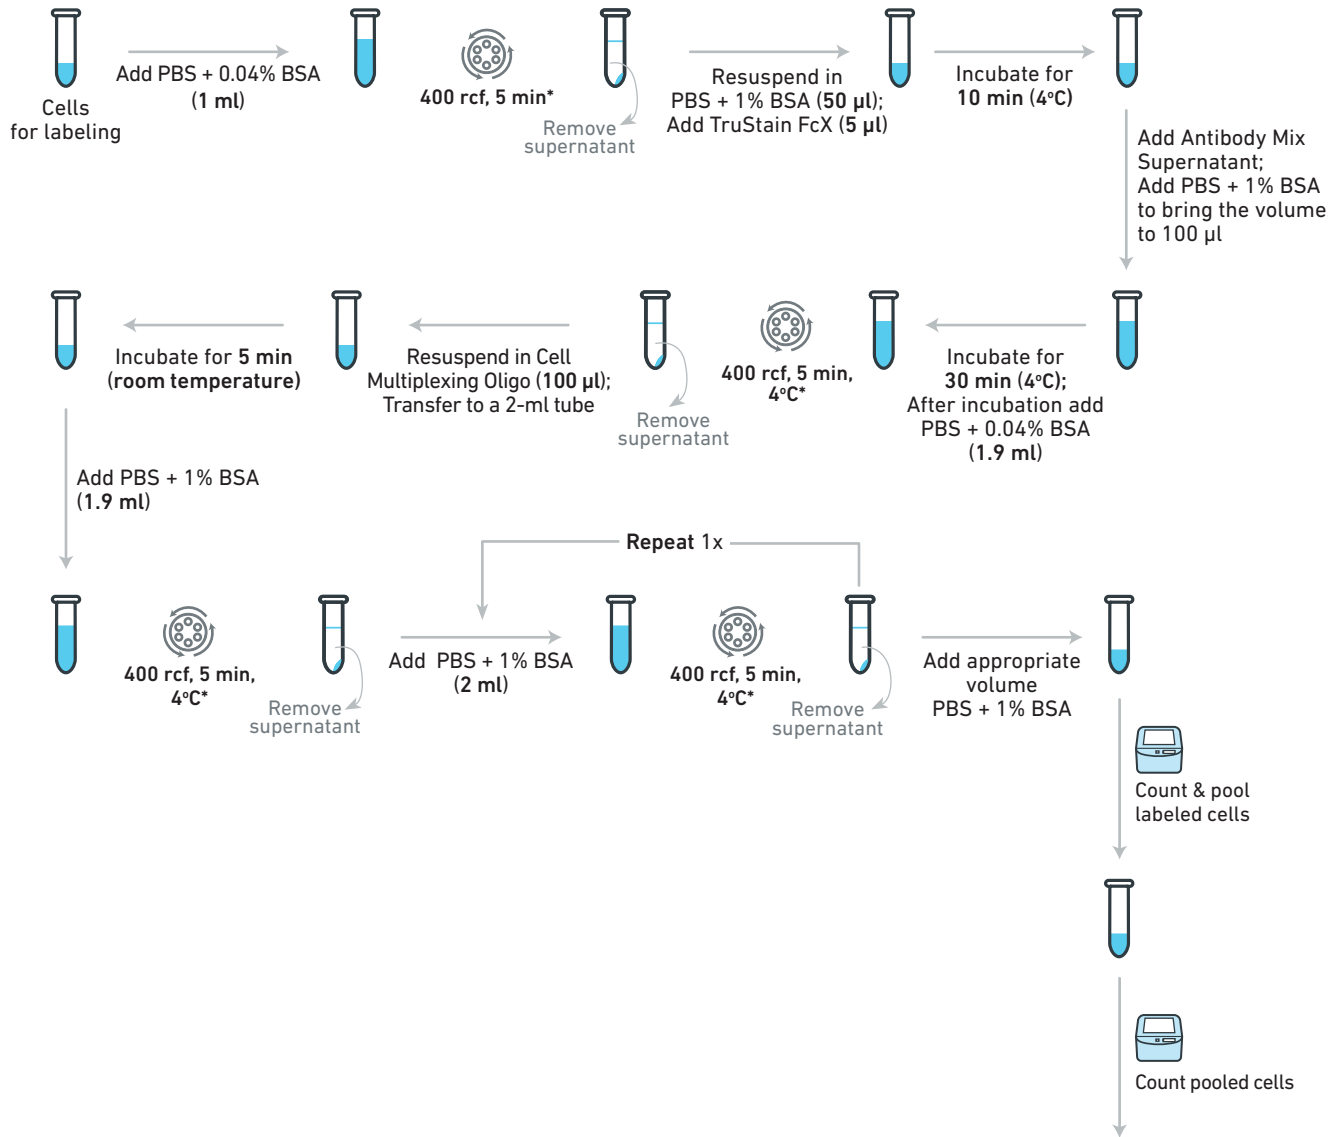 Cells
for labeling
Add PBS + 0.04% BSA
(1 ml)
400 rcf, 5 min*
Remove
supernatant
Resuspend in
PBS + 1% BSA (50 µl);
Add TruStain FcX (5 µl)
Incubate for
10 min (4ºC)
Add Antibody Mix
Supernatant;
Add PBS + 1% BSA
to bring the volume
to 100 µl
Incubate for
30 min (4ºC);
After incubation add
PBS + 0.04% BSA
(1.9 ml)
400 rcf, 5 min,
4ºC*
Remove
supernatant
Resuspend in Cell
Multiplexing Oligo (100 µl);
Transfer to a 2-ml tube
Incubate for 5 min
(room temperature)
Add PBS + 1% BSA
(1.9 ml)
400 rcf, 5 min,
4ºC*
Remove
supernatant
Add PBS + 1% BSA
(2 ml)
Repeat 1x
400 rcf, 5 min,
4ºC*
Remove
supernatant
Add appropriate
volume
PBS + 1% BSA
Count & pool
labeled cells
Count pooled cells